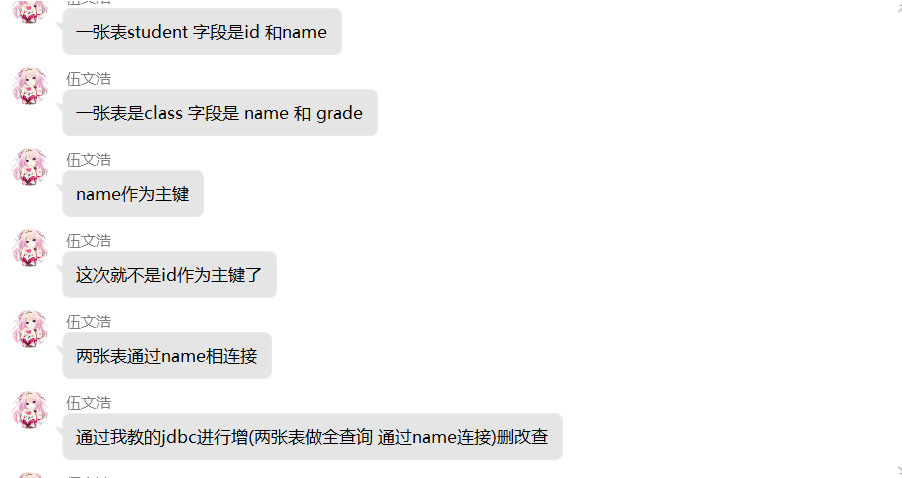 一张表student 字段是id 和name
伍文浩
一张表是class 字段是 name 和 grade
伍文浩
name作为主键
伍文浩
这次就不是id作为主键了
伍文浩
两张表通过name相连接
伍文浩
通过我教的jdbc进行增(两张表做全查询 通过name连接)删改查